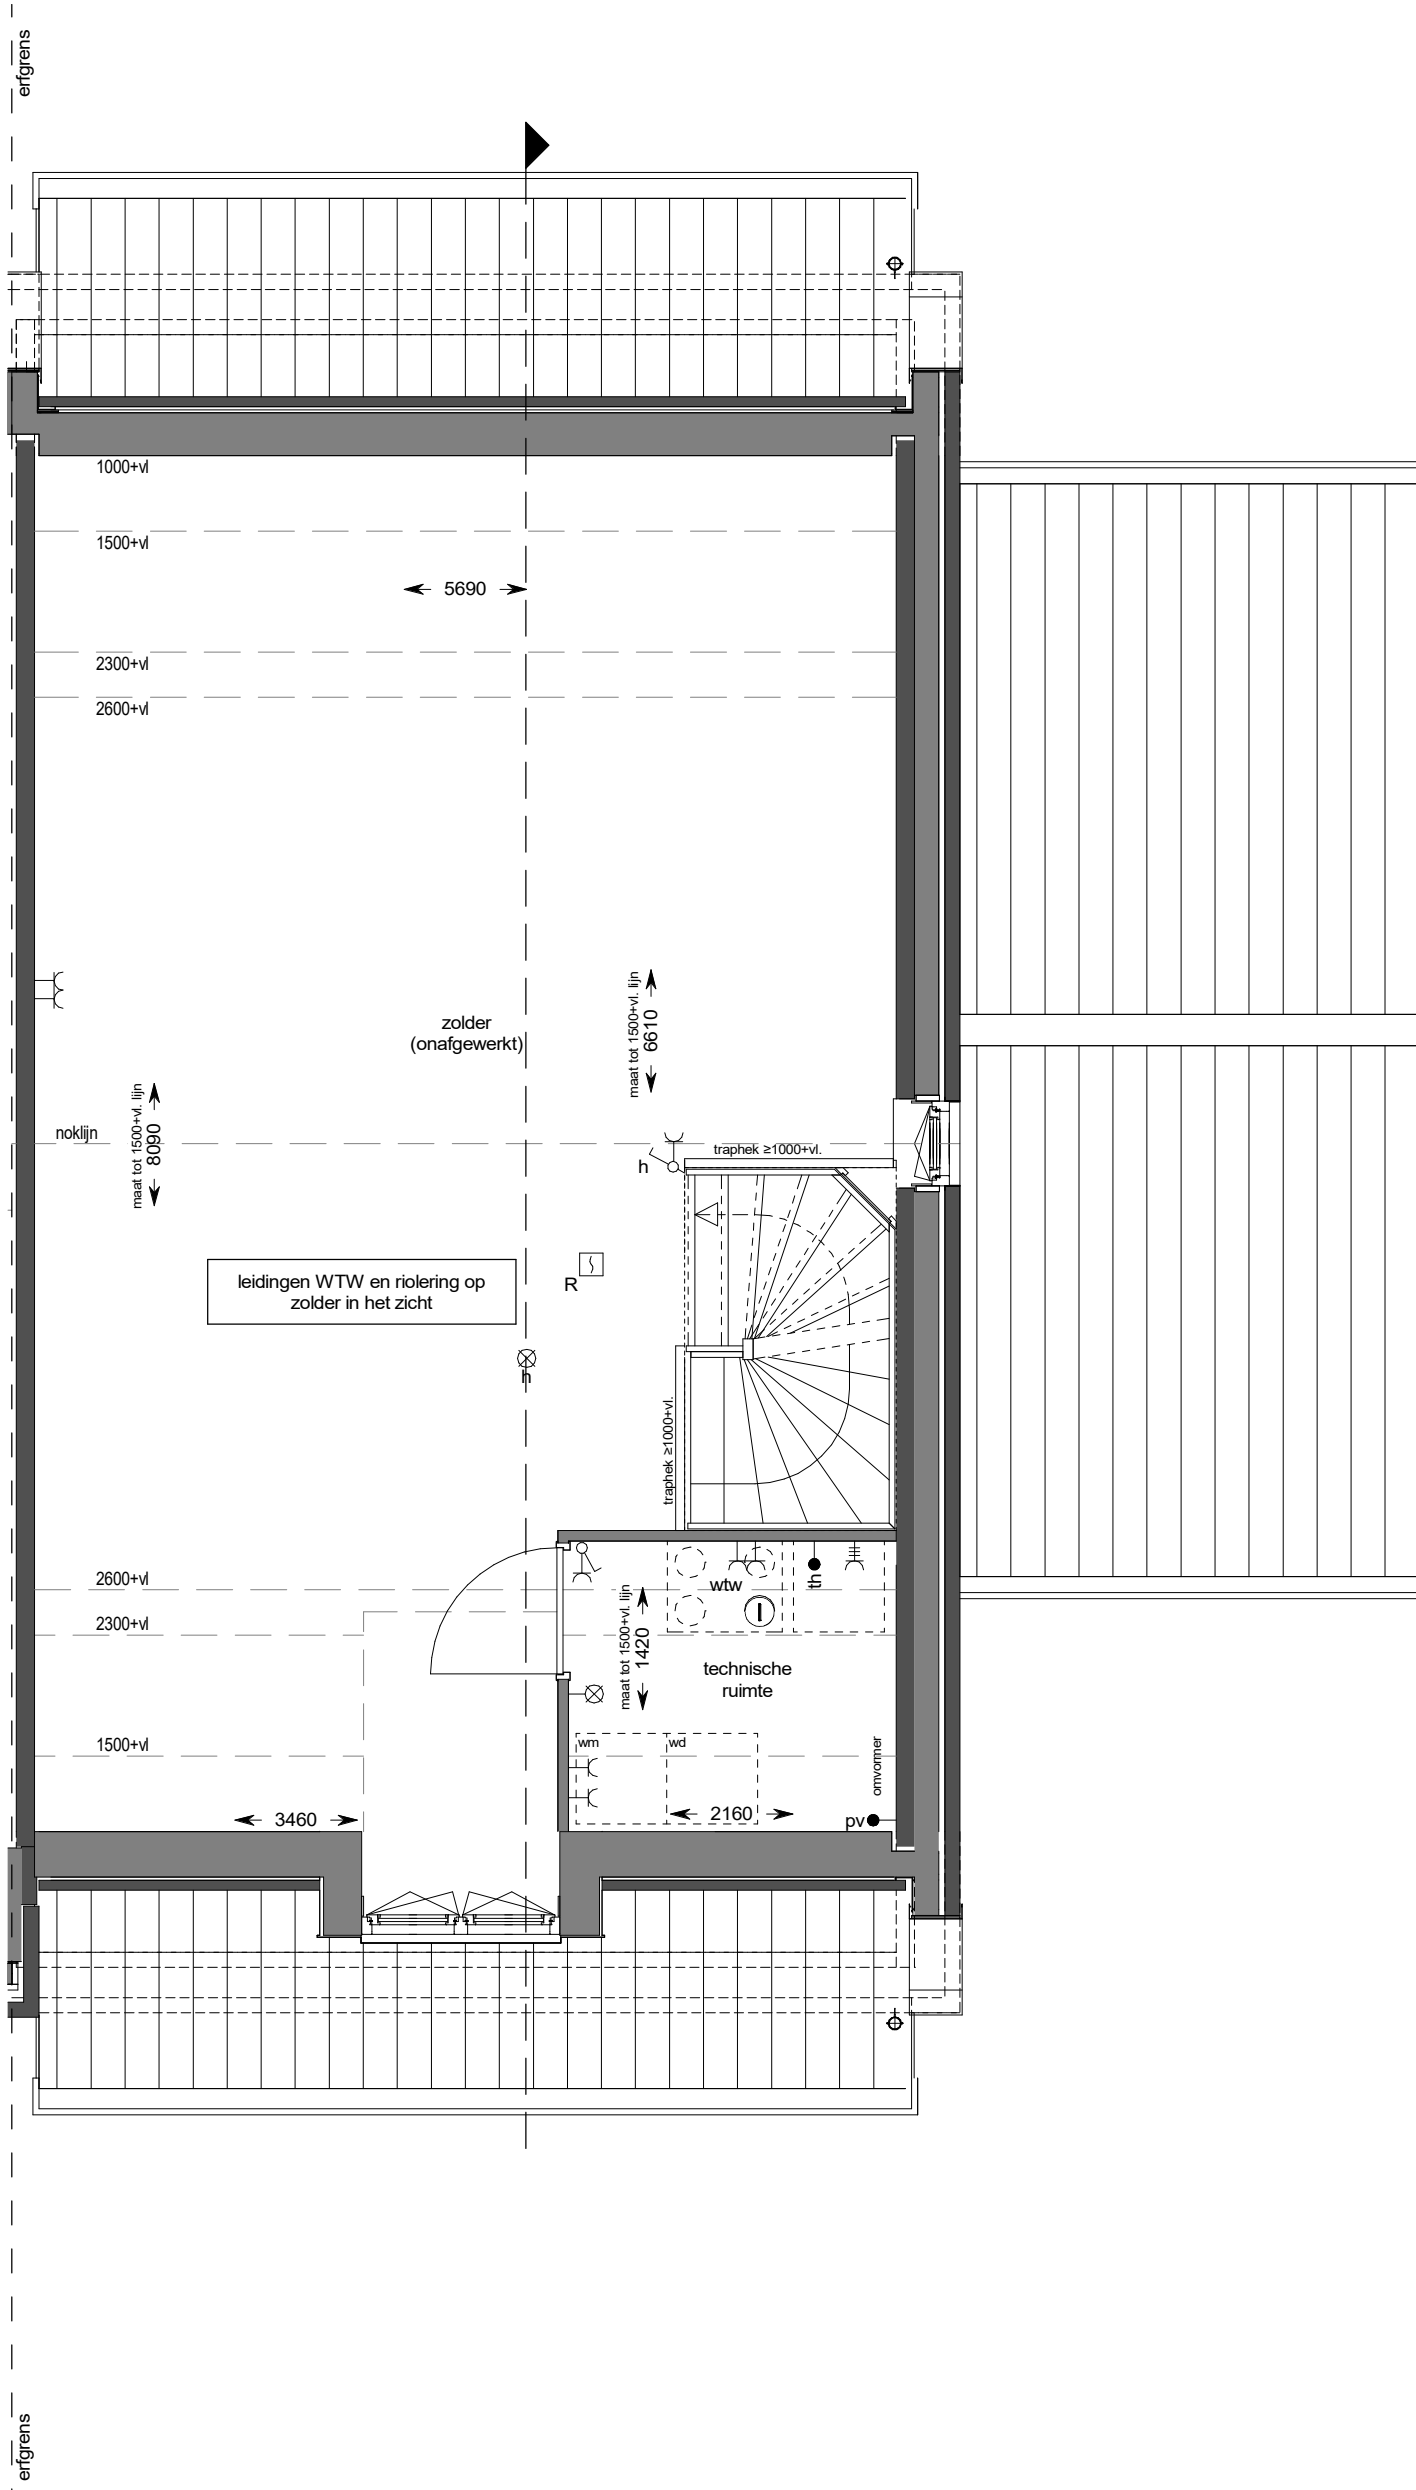 erfgrens
1000+vl
1500+vl
5690
2300+vl
2600+vl
zolder
(onafgewerkt)
maat tot 1500+vl. lijn
6610
noklijn
maat tot 1500+vl. lijn
8090
h
traphek ≥1000+vl.
leidingen WTW en riolering op
zolder in het zicht
R
h
traphek ≥1000+vl.
2600+vl
2300+vl
1500+vl
3460
maat tot 1500+vl. lijn
1420
wtw
th
technische
ruimte
wm
wd
omvormer
2160
pv
erfgrens